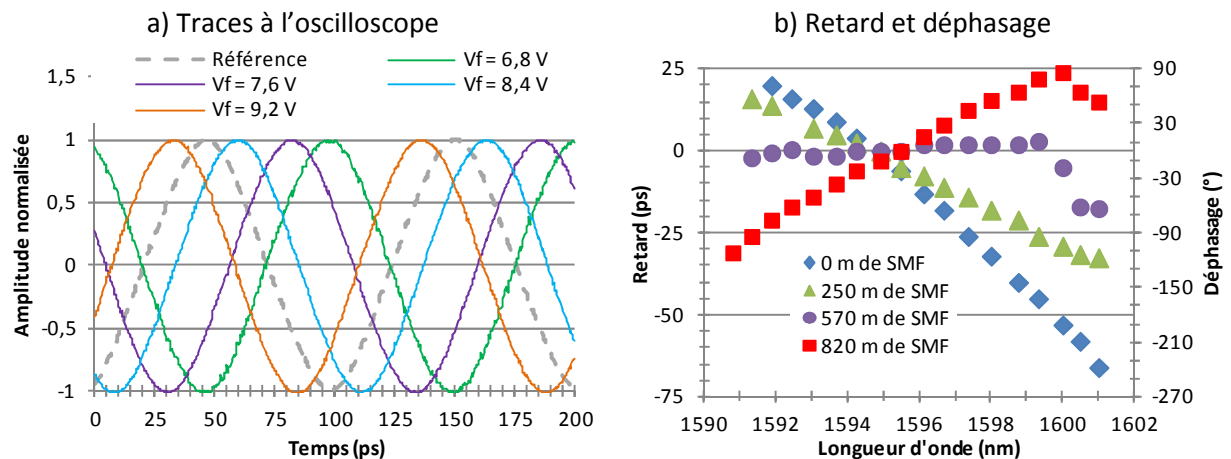 a) Traces à l'oscilloscope
Référence
Vf = 6,8 V
Vf = 7,6 V
Vf = 8,4 V
Vf = 9,2 V
1,5
1
0,5
0
-0,5
-1
Amplitude normalisée
0 25 50 75 100 125 150 175 200
Temps (ps)
b) Retard et déphasage
25
0
-25
-50
-75
Retard (ps)
90
30
-30
-90
-150
-210
-270
Déphasage (°)
0 m de SMF
250 m de SMF
570 m de SMF
820 m de SMF
1590 1592 1594 1596 1598 1600 1602
Longueur d'onde (nm)